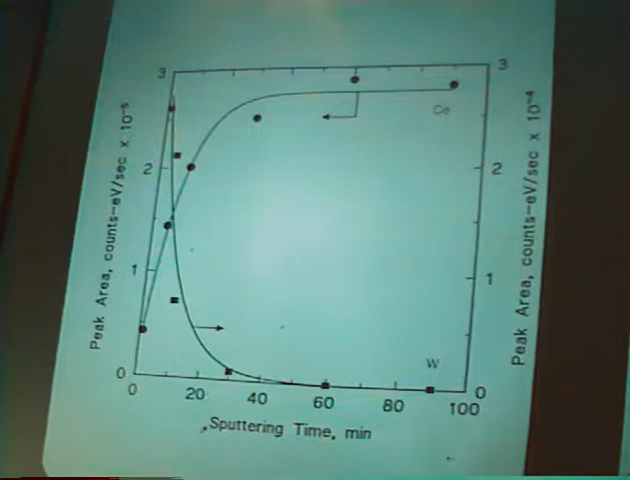 3
3
Co
Peak Area, counts-eV/sec x 10⁻⁵
2
2
Peak Area, counts-eV/sec x 10⁻⁴
1
1
W
0
0
0
20
40
60
80
100
Sputtering Time, min